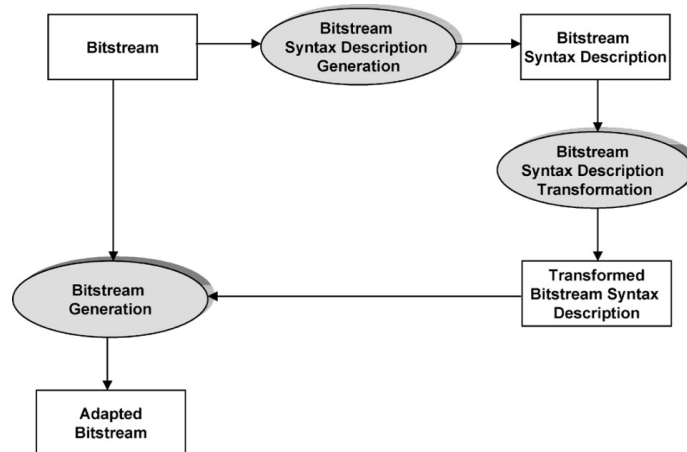 Bitstream
Bitstream
Syntax Description
Generation
Bitstream
Syntax Description
Bitstream
Syntax Description
Transformation
Transformed
Bitstream Syntax
Description
Bitstream
Generation
Adapted
Bitstream